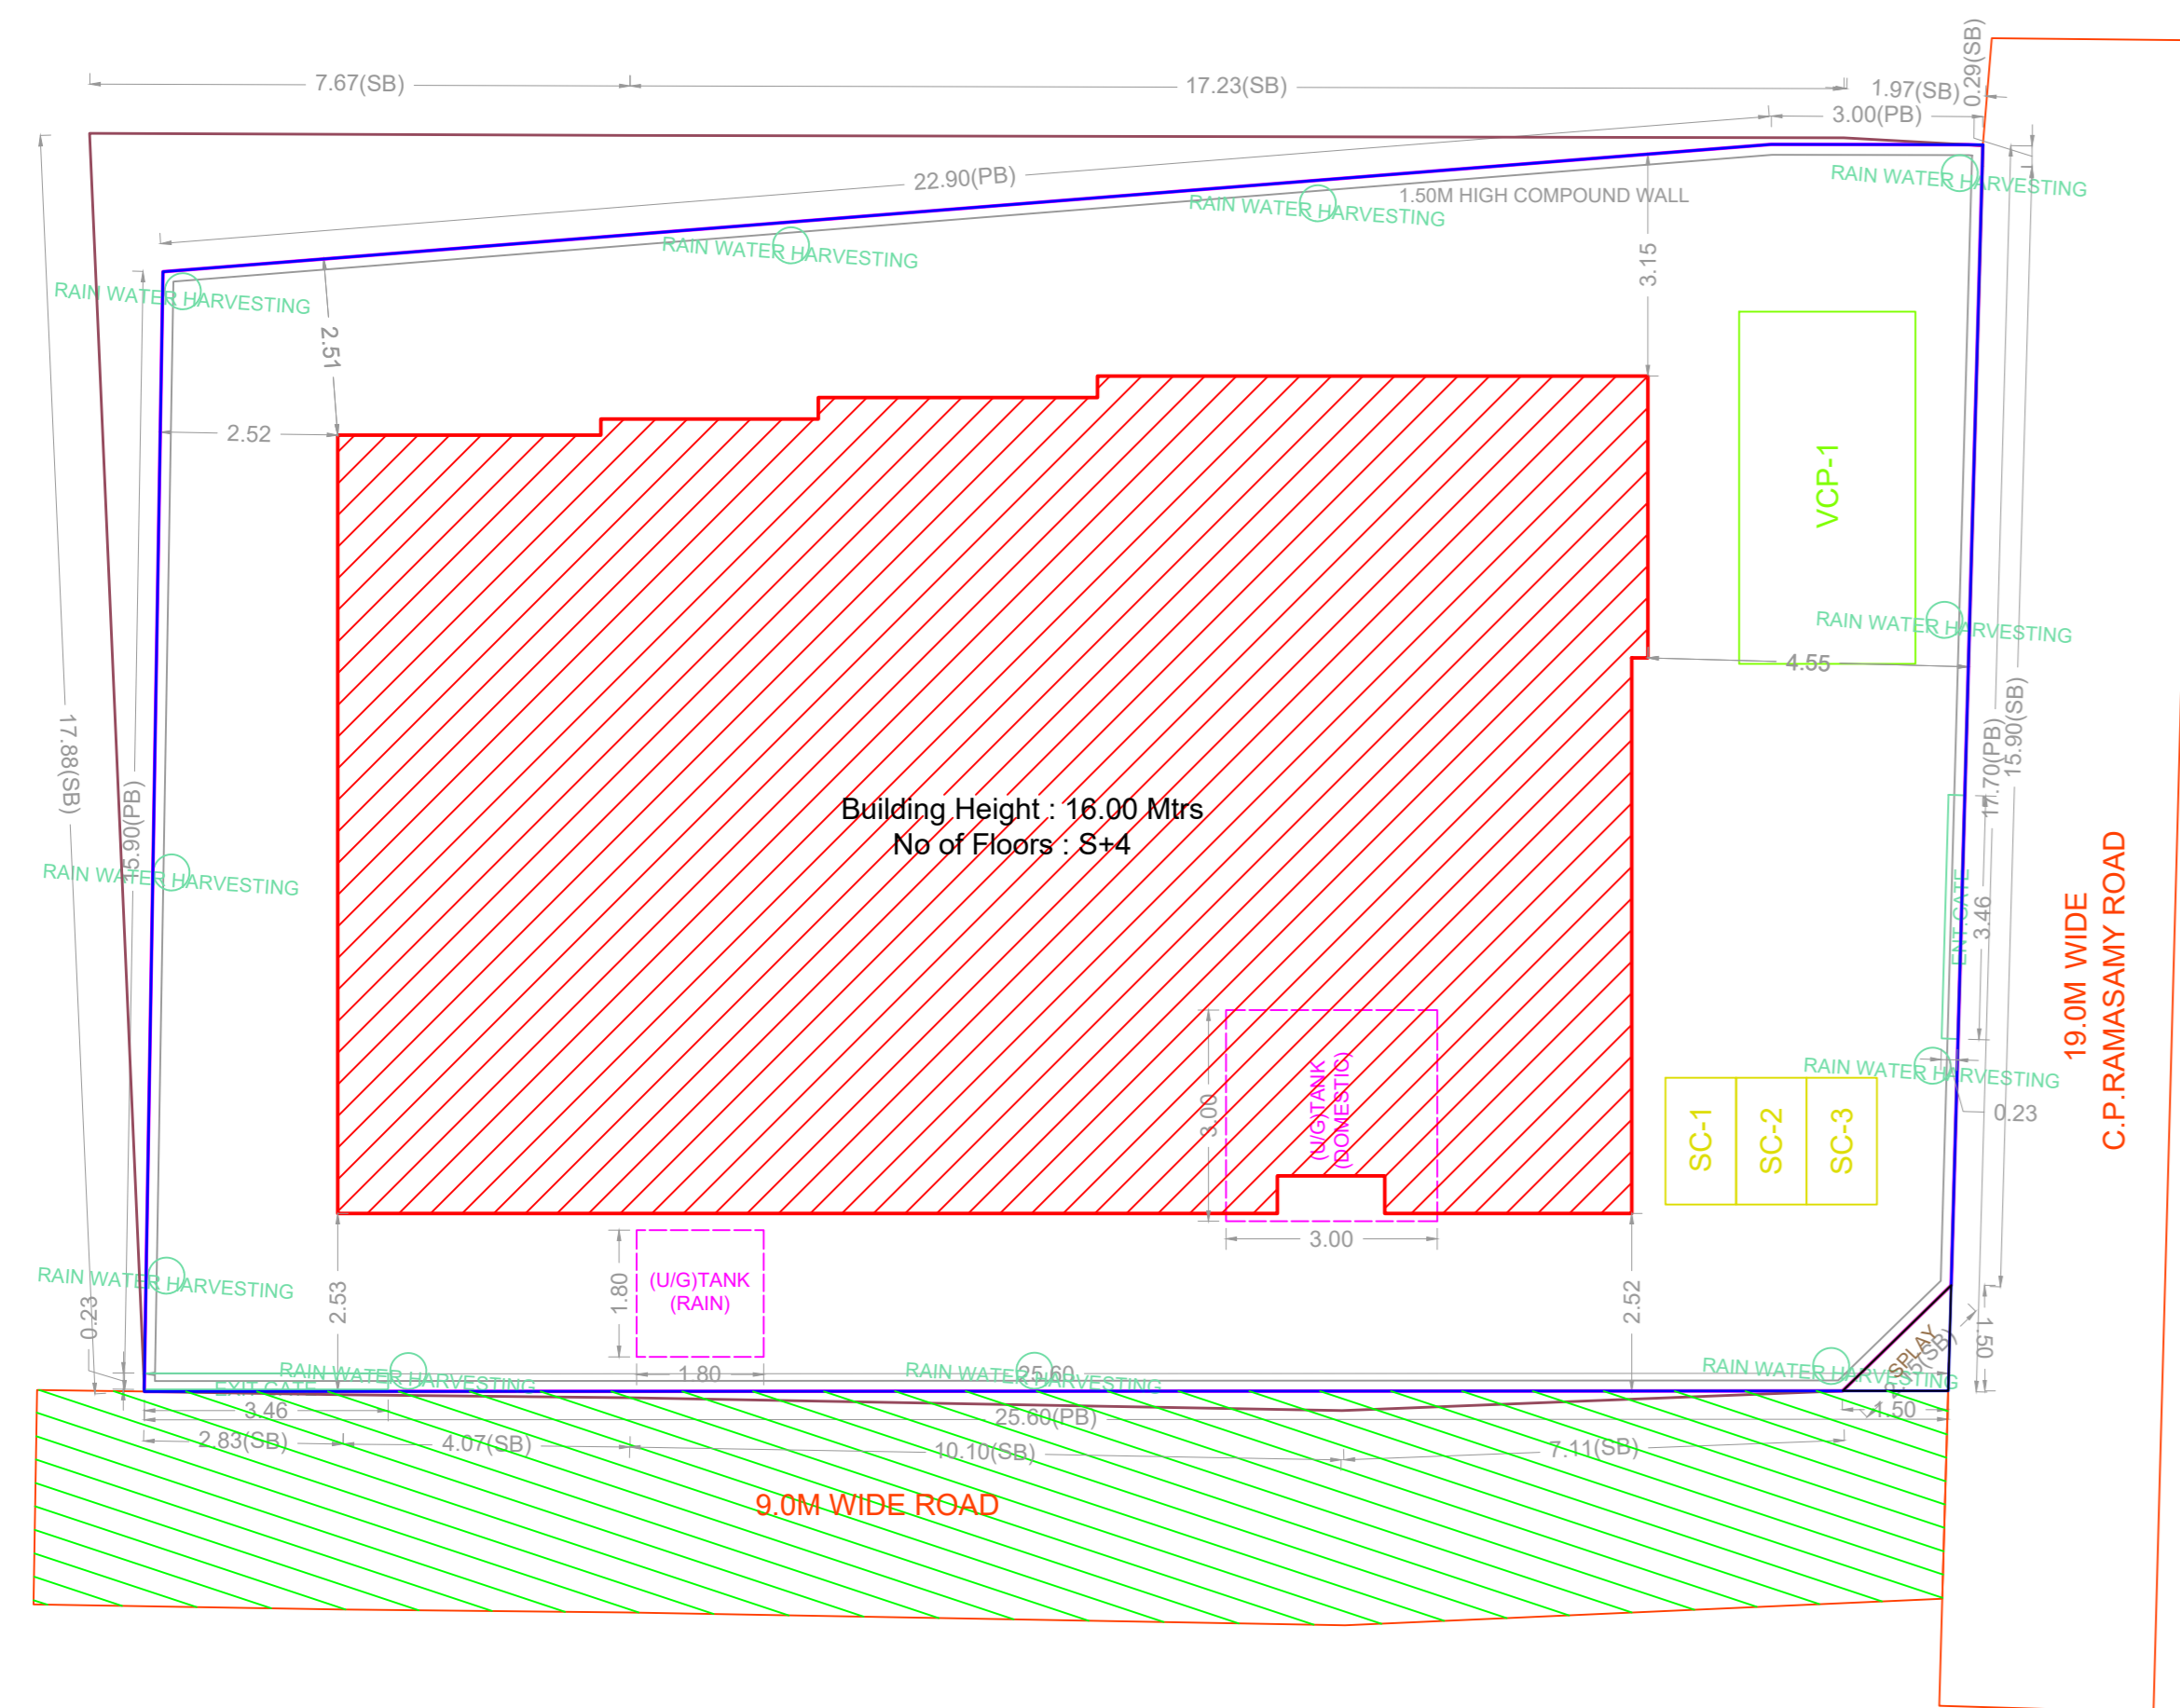 7.67(SB)
17.23(SB)
1.97(SB)
0.29(SB)
3.00(PB)
22.90(PB)
1.50M HIGH COMPOUND WALL
RAIN WATER HARVESTING
RAIN WATER HARVESTING
RAIN WATER HARVESTING
RAIN WATER HARVESTING
3.15
2.51
2.52
VCP-1
RAIN WATER HARVESTING
4.55
17.88(SB)
15.90(PB)
17.70(PB)
15.90(SB)
Building Height : 16.00 Mtrs
No of Floors : S+4
RAIN WATER HARVESTING
ENT.GATE
3.46
19.0M WIDE
C.P.RAMASAMY ROAD
RAIN WATER HARVESTING
0.23
3.00
(U/G)TANK
(DOMESTIC)
3.00
SC-1
SC-2
SC-3
RAIN WATER HARVESTING
0.23
2.53
1.80
(U/G)TANK
(RAIN)
1.80
2.52
SPLAY
1.50
RAIN WATER HARVESTING
RAIN WATER HARVESTING
25.60
RAIN WATER HARVESTING
EXIT GATE
3.46
25.60(PB)
1.50
2.83(SB)
4.07(SB)
10.10(SB)
7.11(SB)
9.0M WIDE ROAD